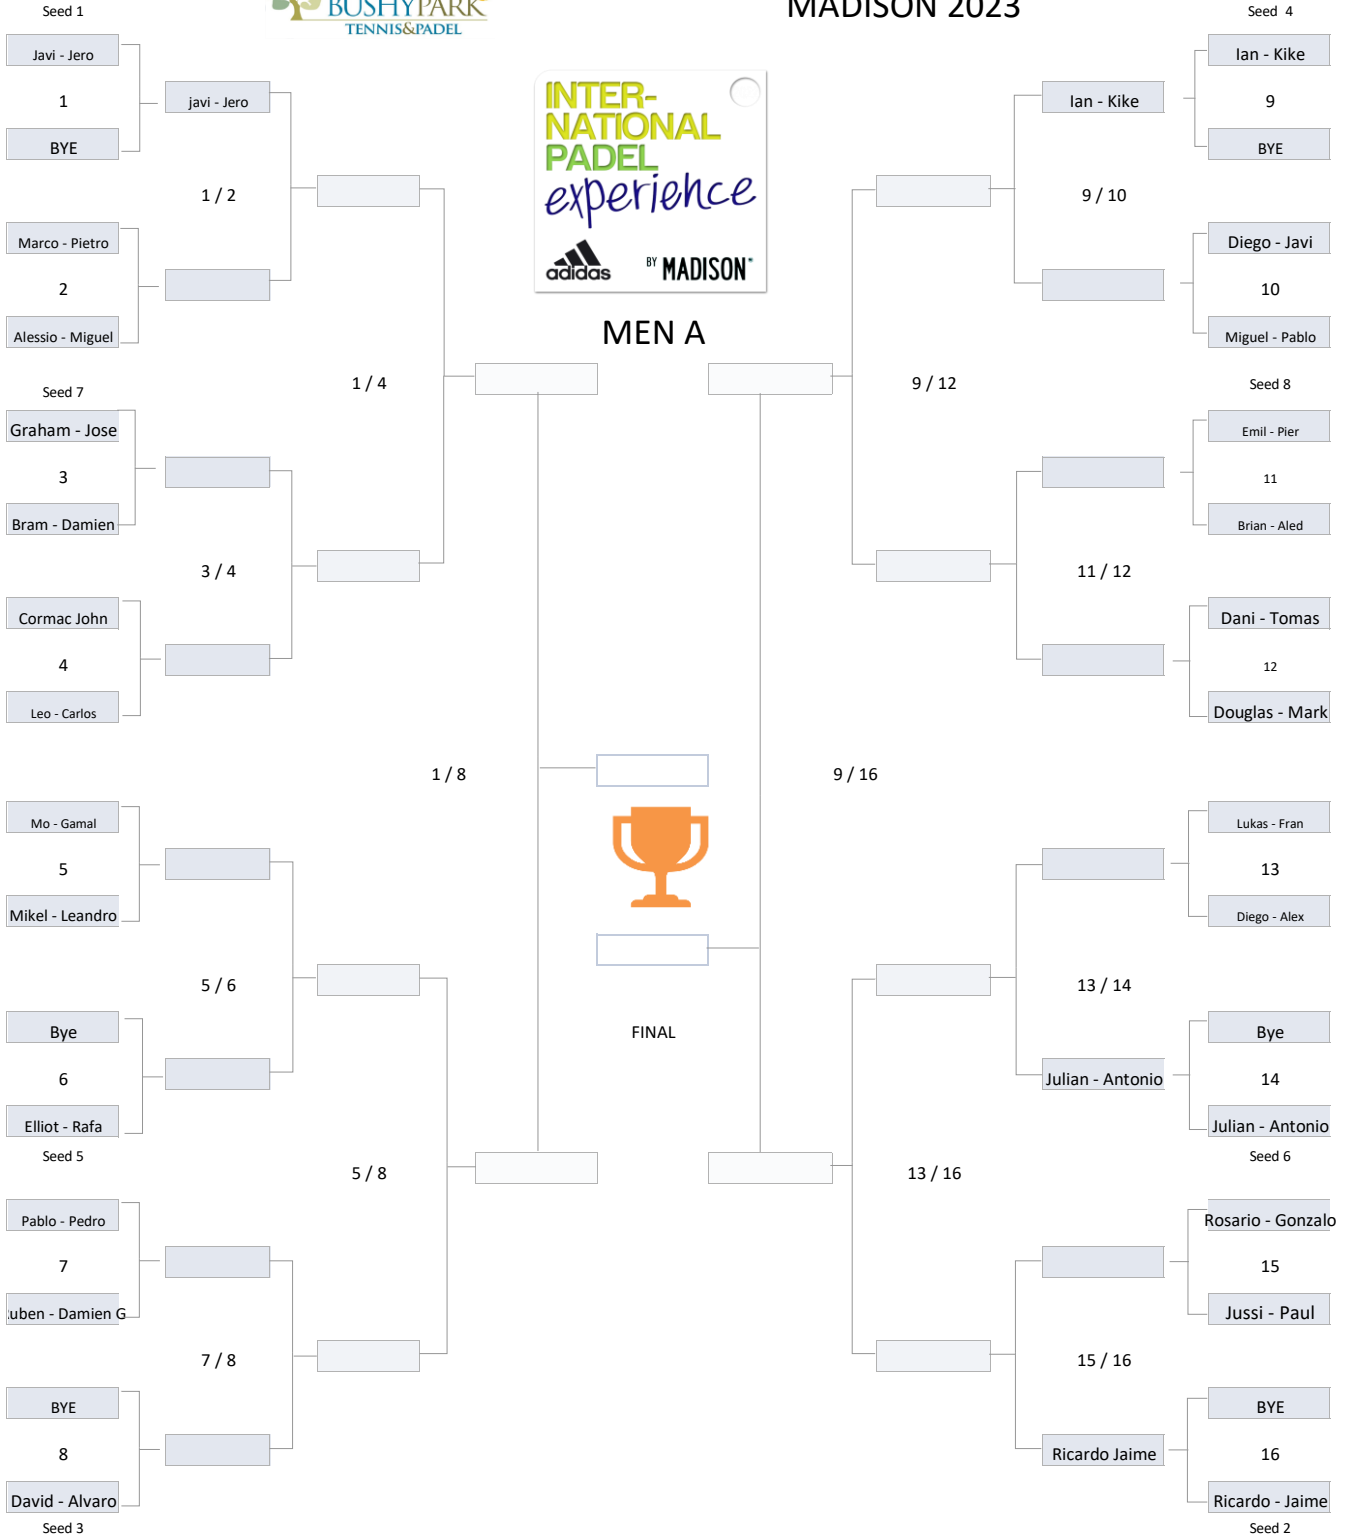 Seed 1
BUSHYPARK
TENNIS&PADEL
MADISON 2023
Seed 4
Javi - Jero
1
BYE
javi - Jero
1 / 2
Marco - Pietro
2
Alessio - Miguel
1 / 4
Seed 7
Graham - Jose
3
Bram - Damien
3 / 4
Cormac John
4
Leo - Carlos
1 / 8
Mo - Gamal
5
Mikel - Leandro
5 / 6
Bye
6
Elliot - Rafa
Seed 5
5 / 8
Pablo - Pedro
7
uben - Damien G
7 / 8
BYE
8
David - Alvaro
Seed 3
INTER-
NATIONAL
PADEL
experience
adidas
BY MADISON
MEN A
FINAL
Ian - Kike
9
BYE
Ian - Kike
9 / 10
Diego - Javi
10
Miguel - Pablo
9 / 12
Seed 8
Emil - Pier
11
Brian - Aled
11 / 12
Dani - Tomas
12
Douglas - Mark
9 / 16
Lukas - Fran
13
Diego - Alex
13 / 14
Bye
14
Julian - Antonio
Julian - Antonio
Seed 6
13 / 16
Rosario - Gonzalo
15
Jussi - Paul
15 / 16
BYE
16
Ricardo Jaime
Ricardo - Jaime
Seed 2